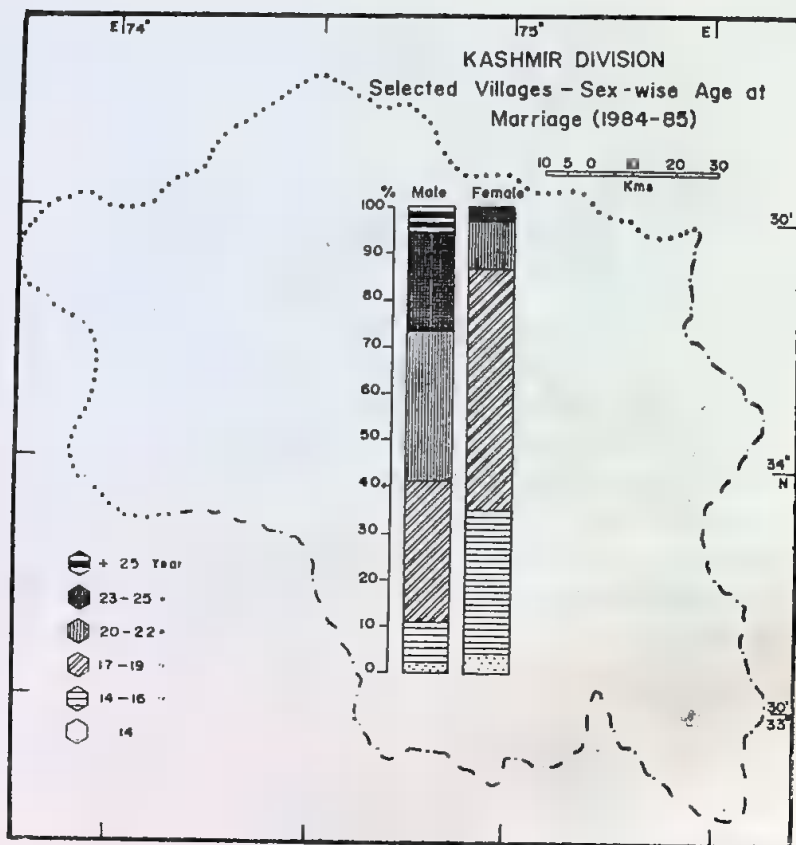 E 74° 75° E
KASHMIR DIVISION
Selected Villages - Sex-wise Age at
Marriage (1984-85)
10 5 0 10 20 30
Kms
% Male Female
100
90
80
70
60
50
40
30
20
10
0
30'
34°
N
30'
33°
+ 25 Year
23-25 "
20-22 "
17-19 "
14-16 "
14